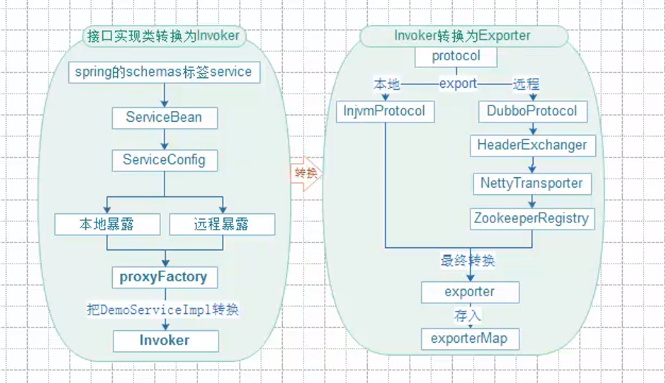 接口实现类转换为Invoker
spring的schemas标签service
ServiceBean
ServiceConfig
本地暴露
远程暴露
proxyFactory
把DemoServiceImpl转换
Invoker
转换
Invoker转换为Exporter
protocol
本地
export
远程
InjvmProtocol
DubboProtocol
HeaderExchanger
NettyTransporter
ZookeeperRegistry
最终转换
exporter
存入
exporterMap